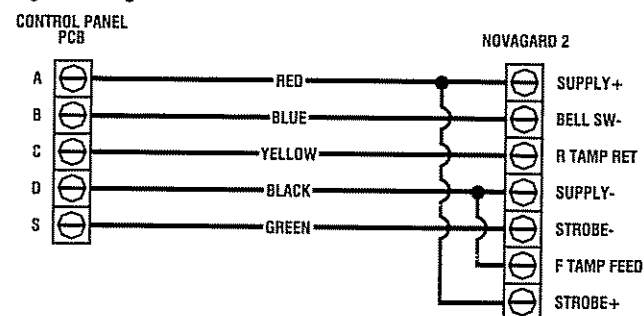 CONTROL PANEL
PCB
NOVAGARD 2
A RED SUPPLY+
B BLUE BELL SW-
C YELLOW R TAMP RET
D BLACK SUPPLY-
S GREEN STROBE-
F TAMP FEED
STROBE+